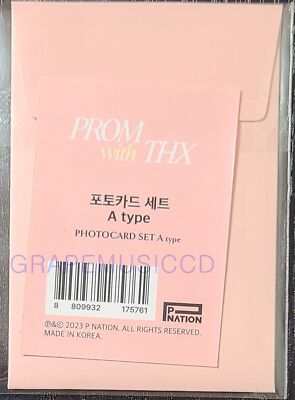 PROM
with THX
포토카드 세트
A type
PHOTOCARD SET A type
GRAPEMUSICCD
8 809932 175761
P NATION
℗&© 2023 P NATION. ALL RIGHTS RESERVED.
MADE IN KOREA.